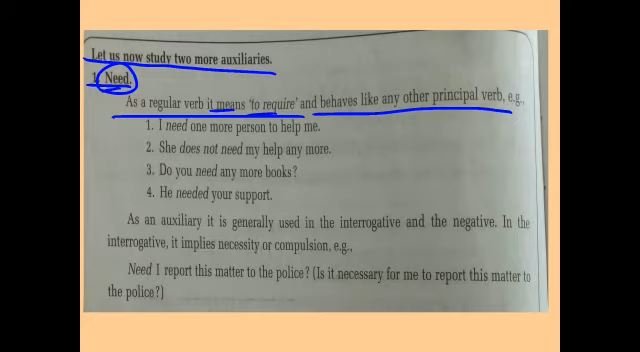 Let us now study two more auxiliaries.
1. Need.
As a regular verb it means 'to require' and behaves like any other principal verb, e.g.,
1. I need one more person to help me.
2. She does not need my help any more.
3. Do you need any more books?
4. He needed your support.
As an auxiliary it is generally used in the interrogative and the negative. In the
interrogative, it implies necessity or compulsion, e.g.,
Need I report this matter to the police? (Is it necessary for me to report this matter to
the police?)